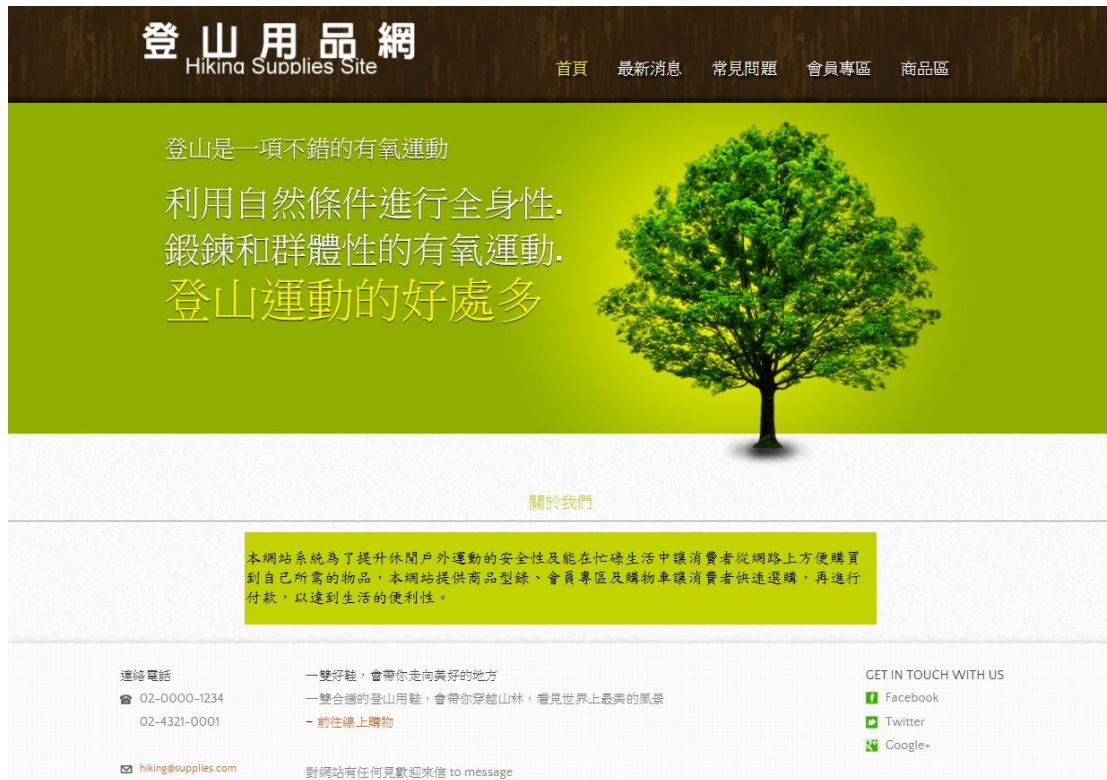 登山用品網
Hiking Supplies Site
首頁 最新消息 常見問題 會員專區 商品區
登山是一項不錯的有氧運動
利用自然條件進行全身性.
鍛鍊和群體性的有氧運動.
登山運動的好處多
關於我們
本網站系統為了提升休閒戶外運動的安全性及能在忙碌生活中讓消費者從網路上方便購買
到自己所需的物品，本網站提供商品型錄、會員專區及購物車讓消費者快速選購，再進行
付款，以達到生活的便利性。
連絡電話
02-0000-1234
02-4321-0001
hiking@supplies.com
一雙好鞋，會帶你走向美好的地方
一雙合適的登山用鞋，會帶你穿越山林，看見世界上最美的風景
- 前往線上購物
對網站有任何見歡迎來信 to message
GET IN TOUCH WITH US
Facebook
Twitter
Google+